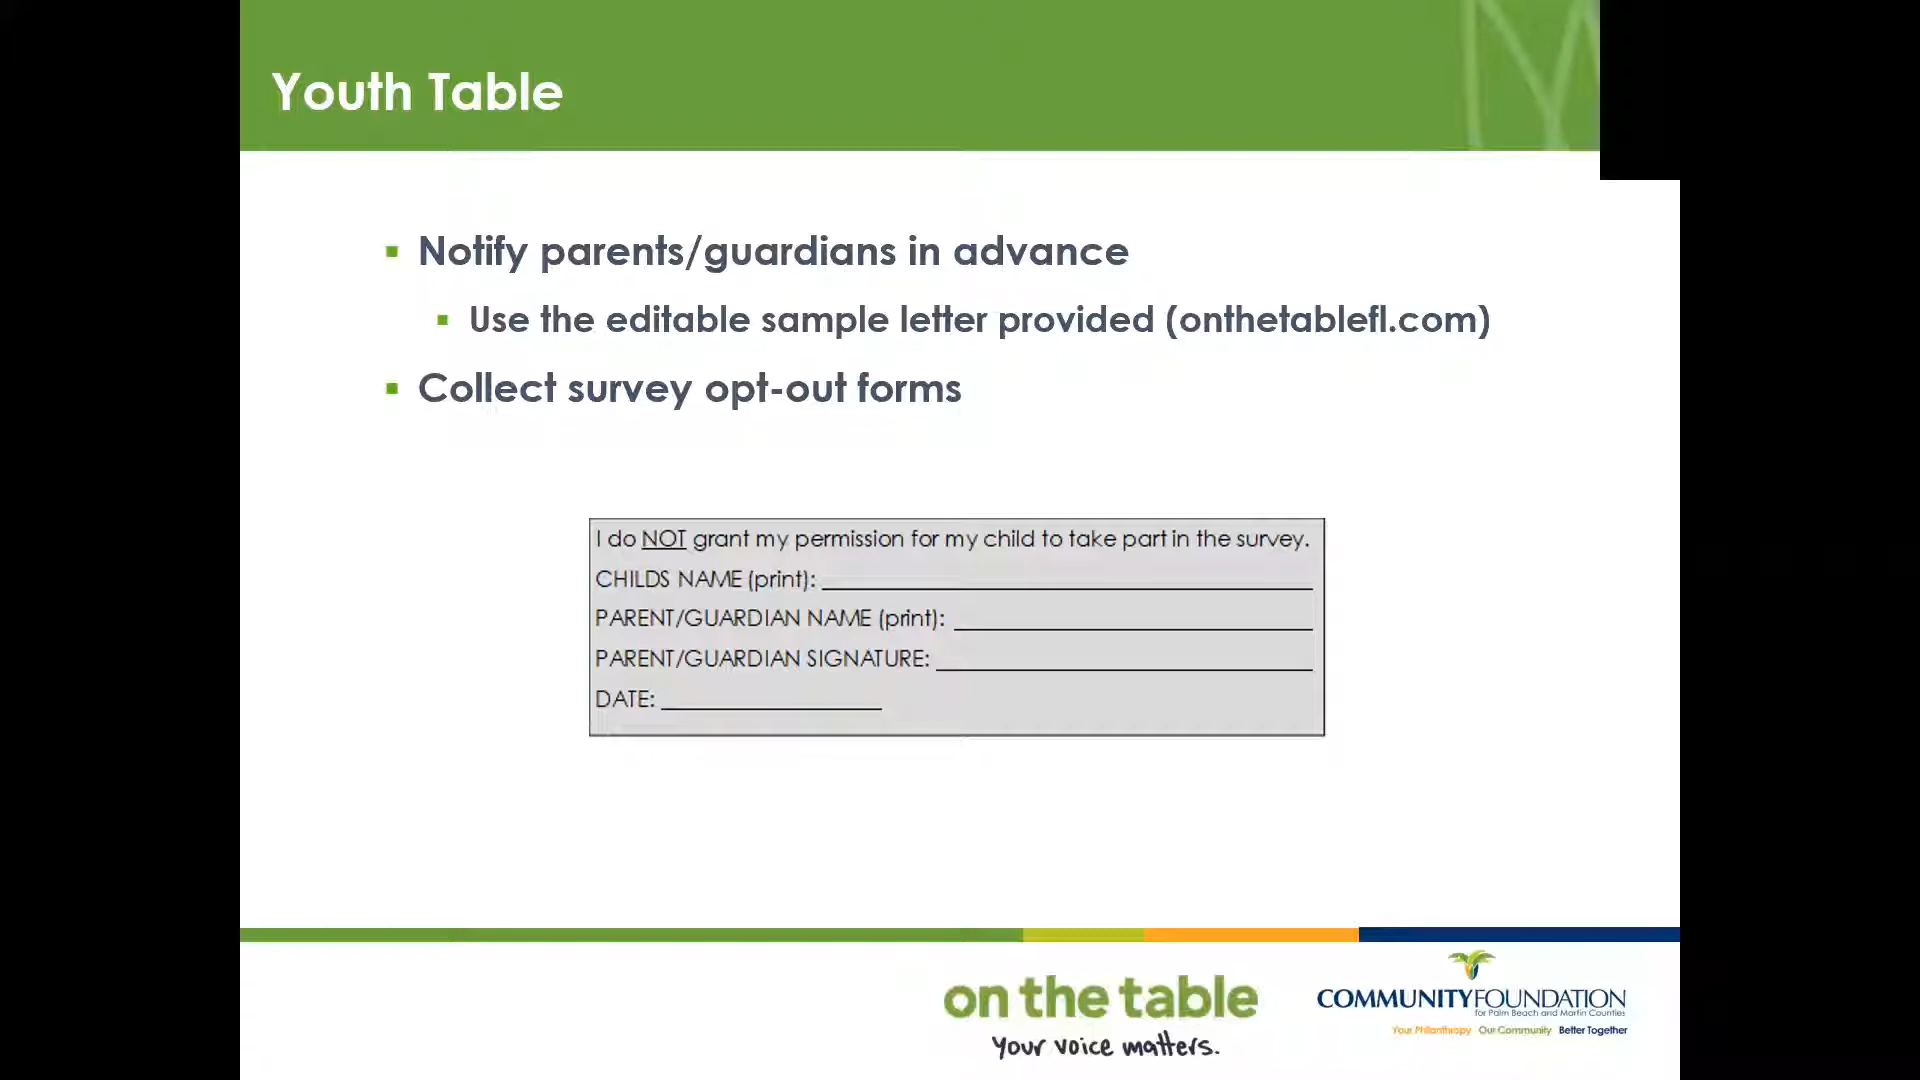 Youth Table
Notify parents/guardians in advance
Use the editable sample letter provided (onthetablefl.com)
Collect survey opt-out forms
I do NOT grant my permission for my child to take part in the survey.
CHILDS NAME (print):
PARENT/GUARDIAN NAME (print):
PARENT/GUARDIAN SIGNATURE:
DATE:
on the table
Your voice matters.
COMMUNITYFOUNDATION
for Palm Beach and Martin Counties
Your Philanthropy Our Community Better Together